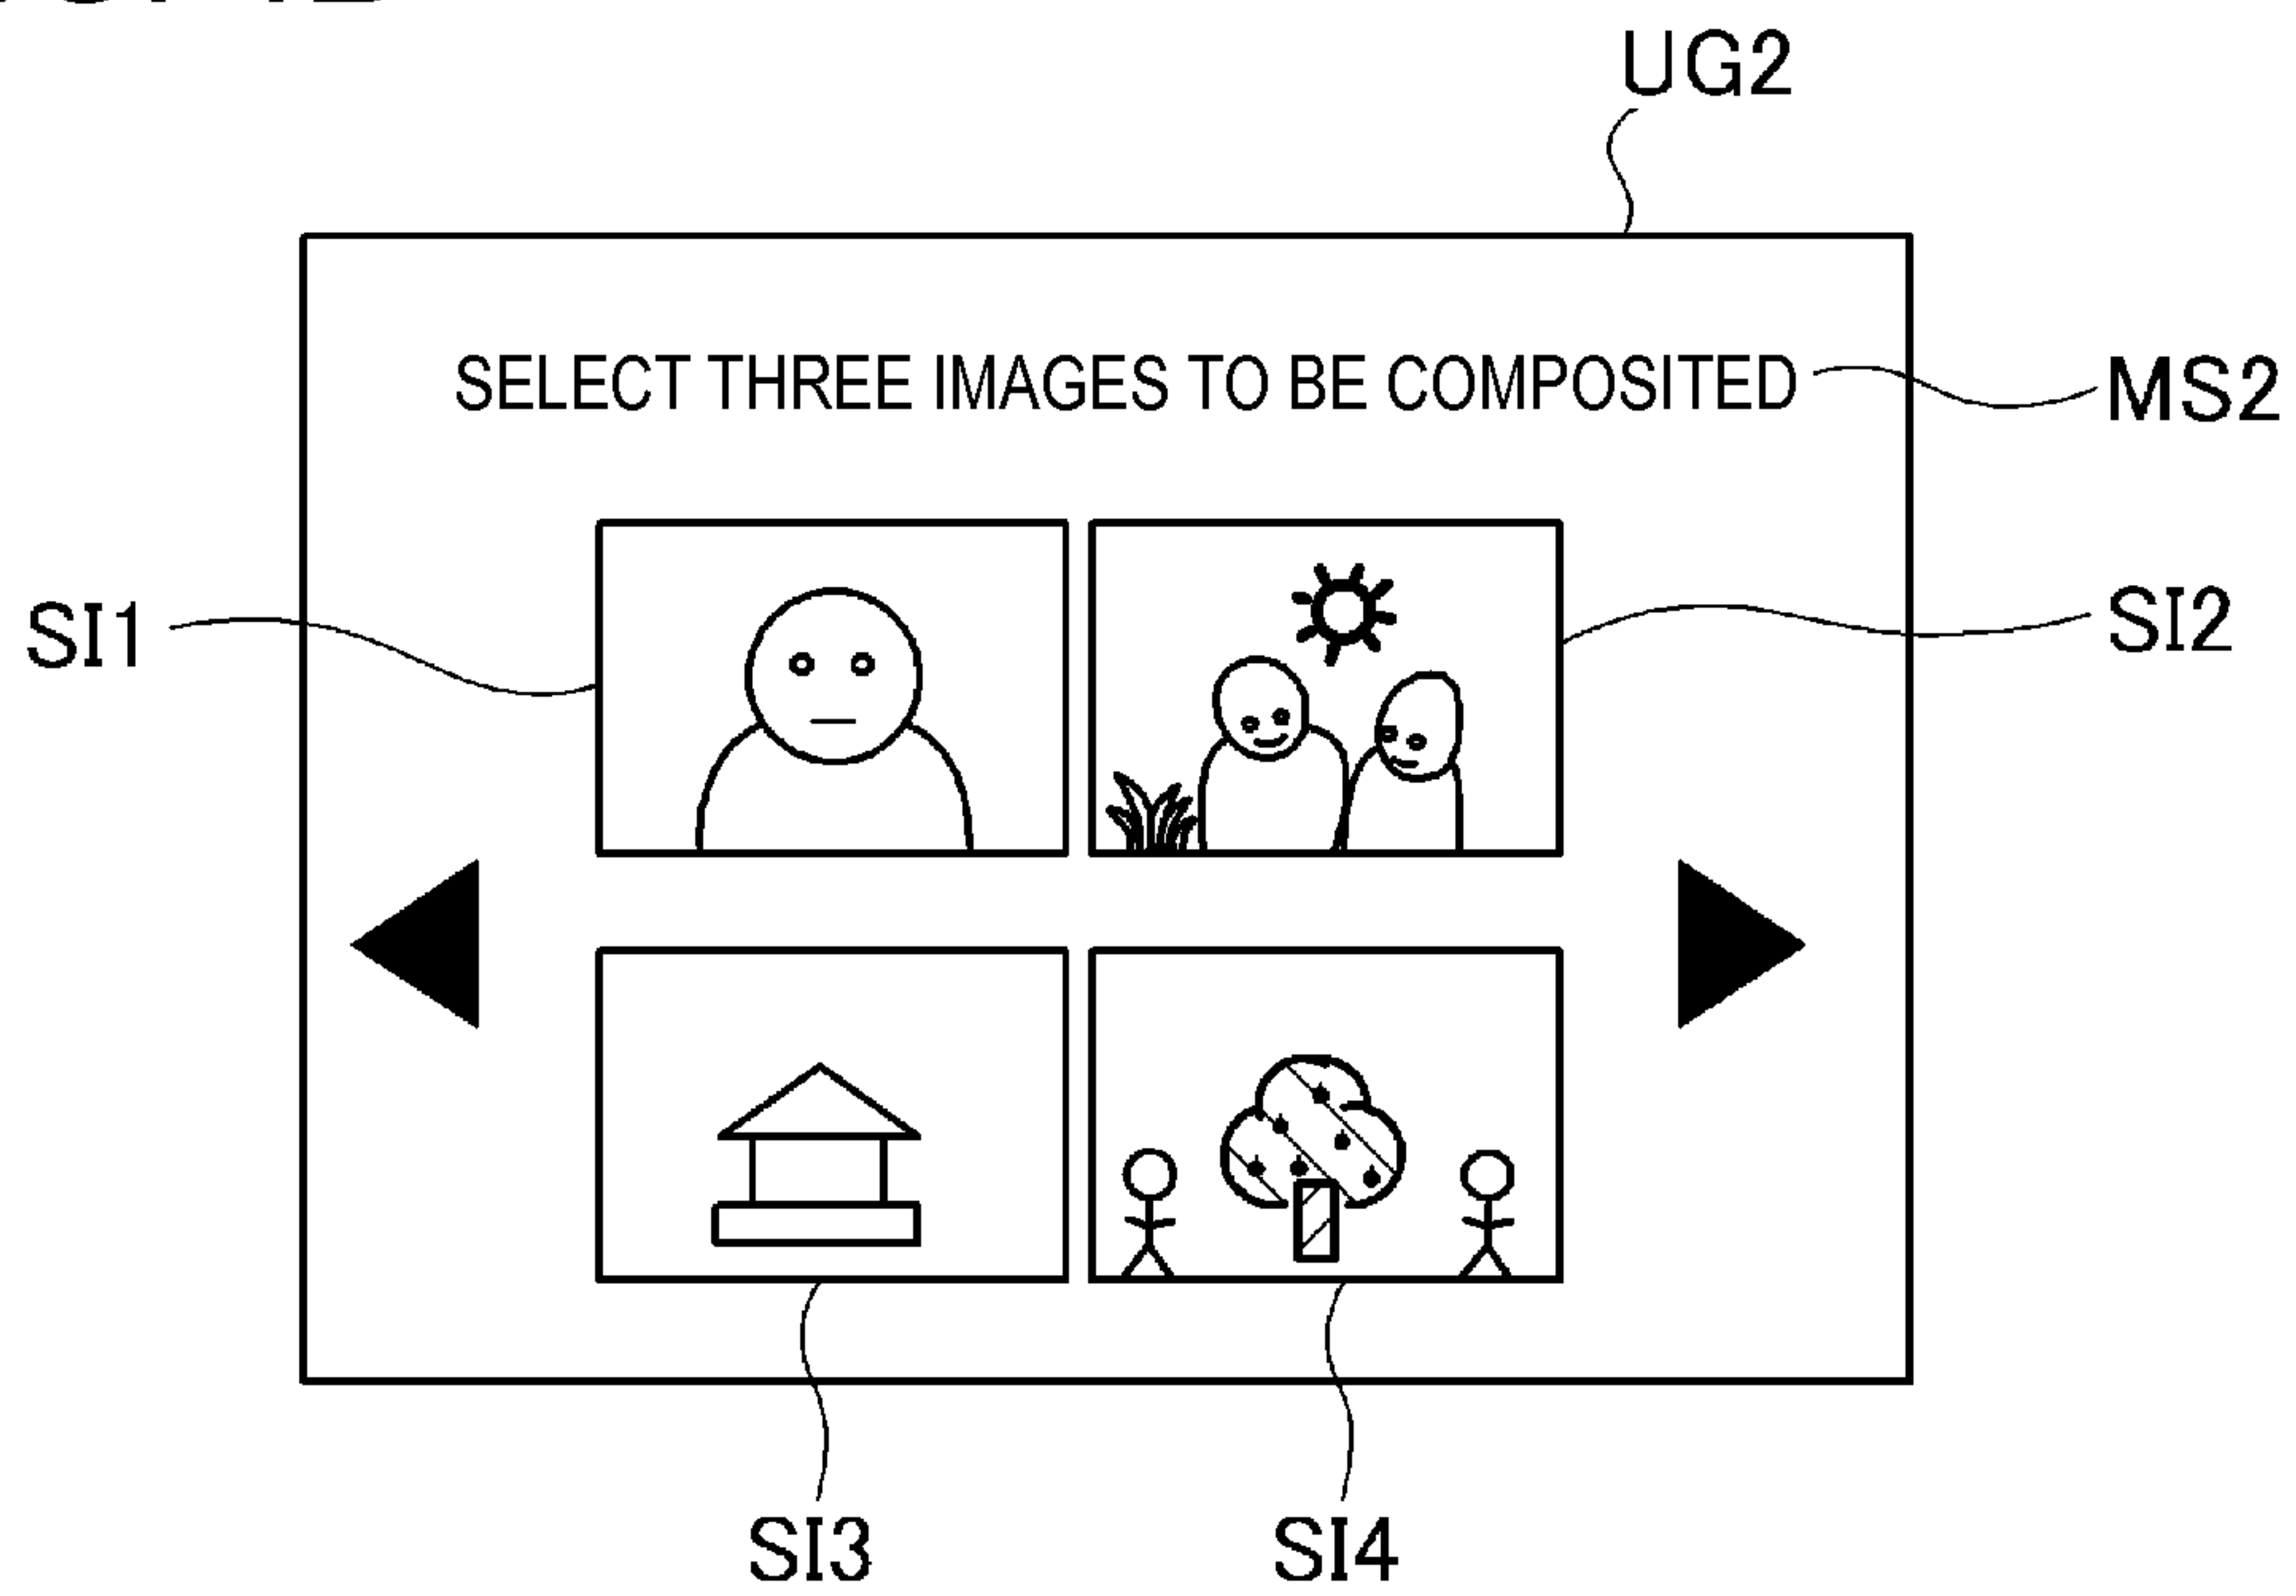 UG2
SELECT THREE IMAGES TO BE COMPOSITED
MS2
SI1
SI2
SI3
SI4